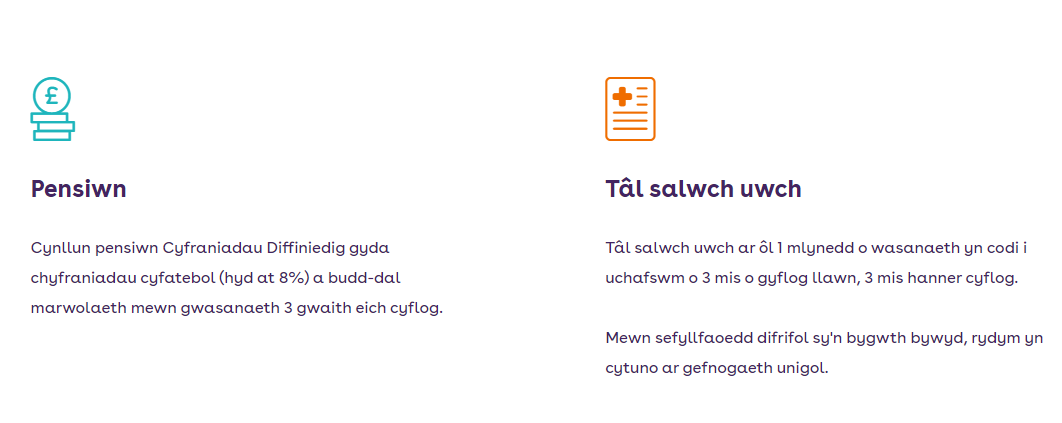 £
Pensiwn
Cynllun pensiwn Cyfraniadau Diffiniedig gyda
chyfraniadau cyfatebol (hyd at 8%) a budd-dal
marwolaeth mewn gwasanaeth 3 gwaith eich cyflog.
Tâl salwch uwch
Tâl salwch uwch ar ôl 1 mlynedd o wasanaeth yn codi i
uchafswm o 3 mis o gyflog llawn, 3 mis hanner cyflog.
Mewn sefyllfaoedd difrifol sy'n bygwth bywyd, rydym yn
cytuno ar gefnogaeth unigol.